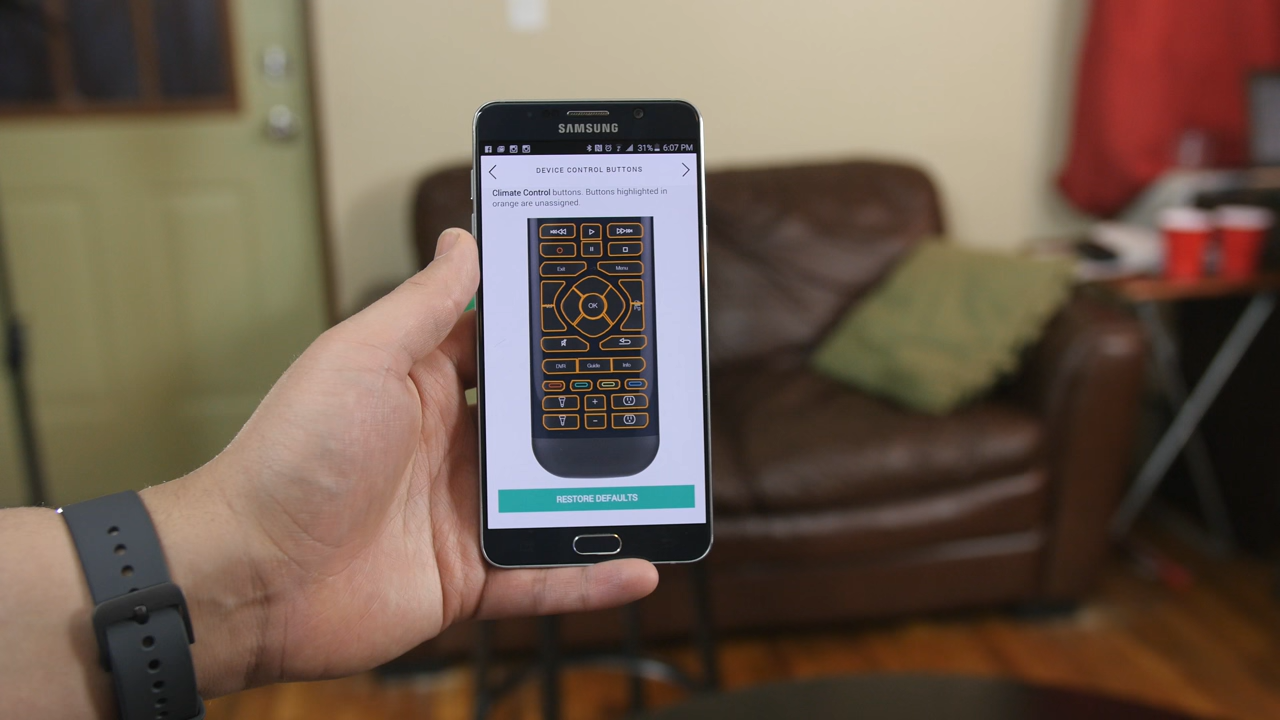 SAMSUNG
31% 6:07 PM
DEVICE CONTROL BUTTONS
Climate Control buttons. Buttons highlighted in
orange are unassigned.
Exit Menu
OK
DVR Guide Info
+
-
RESTORE DEFAULTS